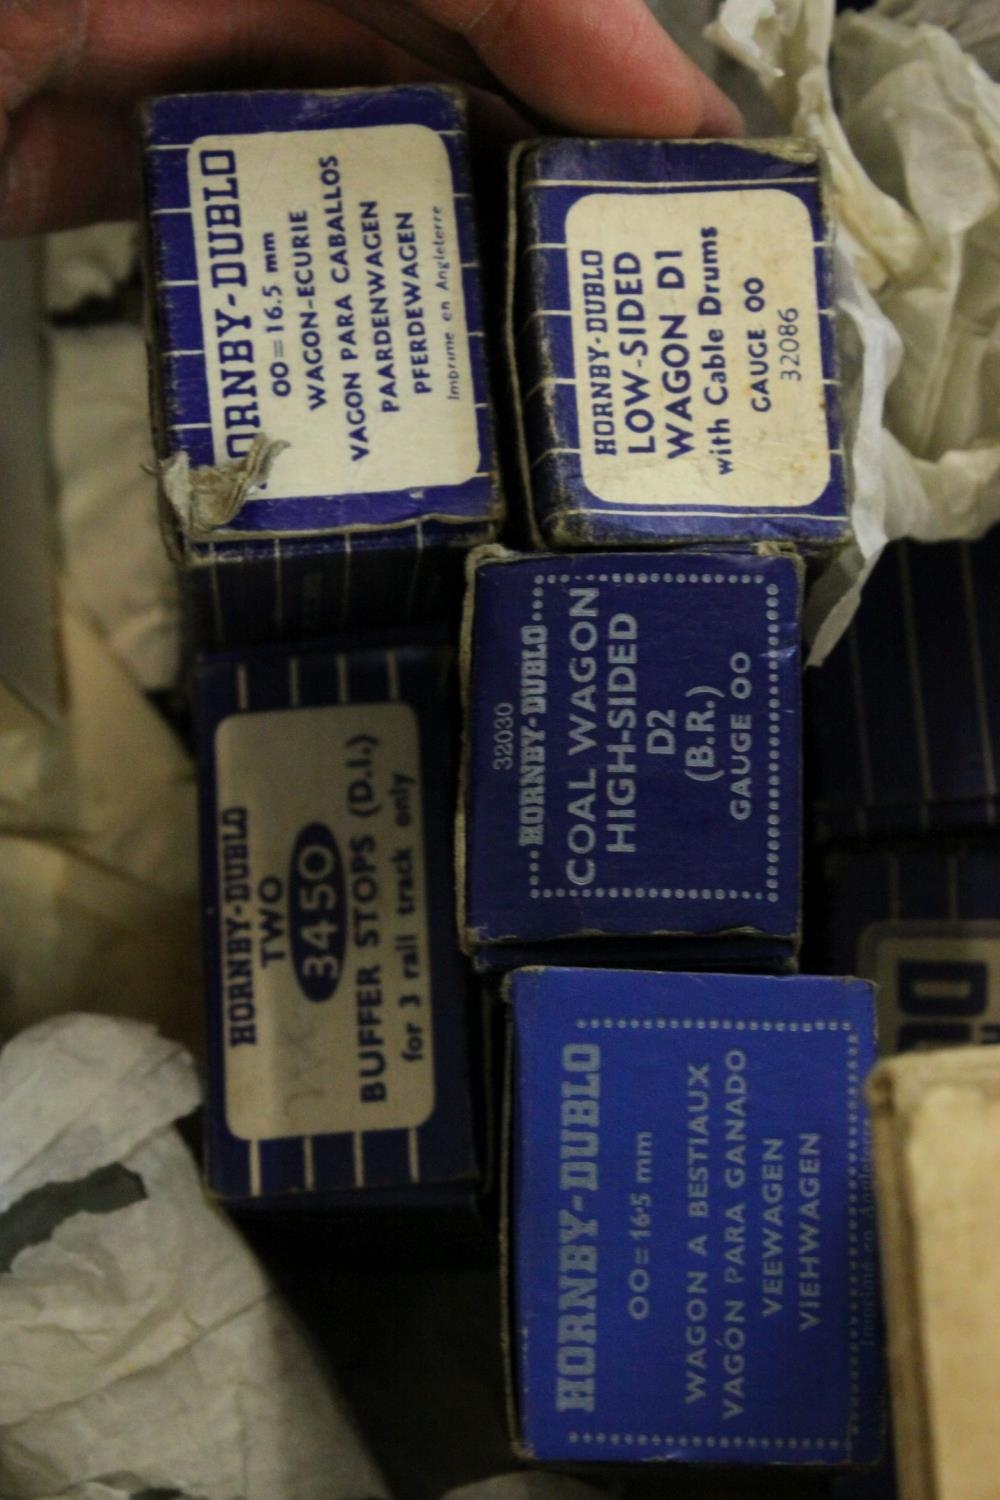 HORNBY-DUBLO
OO = 16.5 mm
WAGON-ECURIE
VAGON PARA CABALLOS
PAARDENWAGEN
PFERDEWAGEN
Imprime en Angleterre
HORNBY-DUBLO
LOW-SIDED
WAGON D1
with Cable Drums
GAUGE OO
32086
32030
HORNBY-DUBLO
COAL WAGON
HIGH-SIDED
D2
(B.R.)
GAUGE OO
HORNBY-DUBLO
TWO
3450
BUFFER STOPS (D.I.)
for 3 rail track only
HORNBY-DUBLO
OO = 16·5 mm
WAGON A BESTIAUX
VAGÓN PARA GANADO
VEEWAGEN
VIEHWAGEN
Imprimé en Angleterre